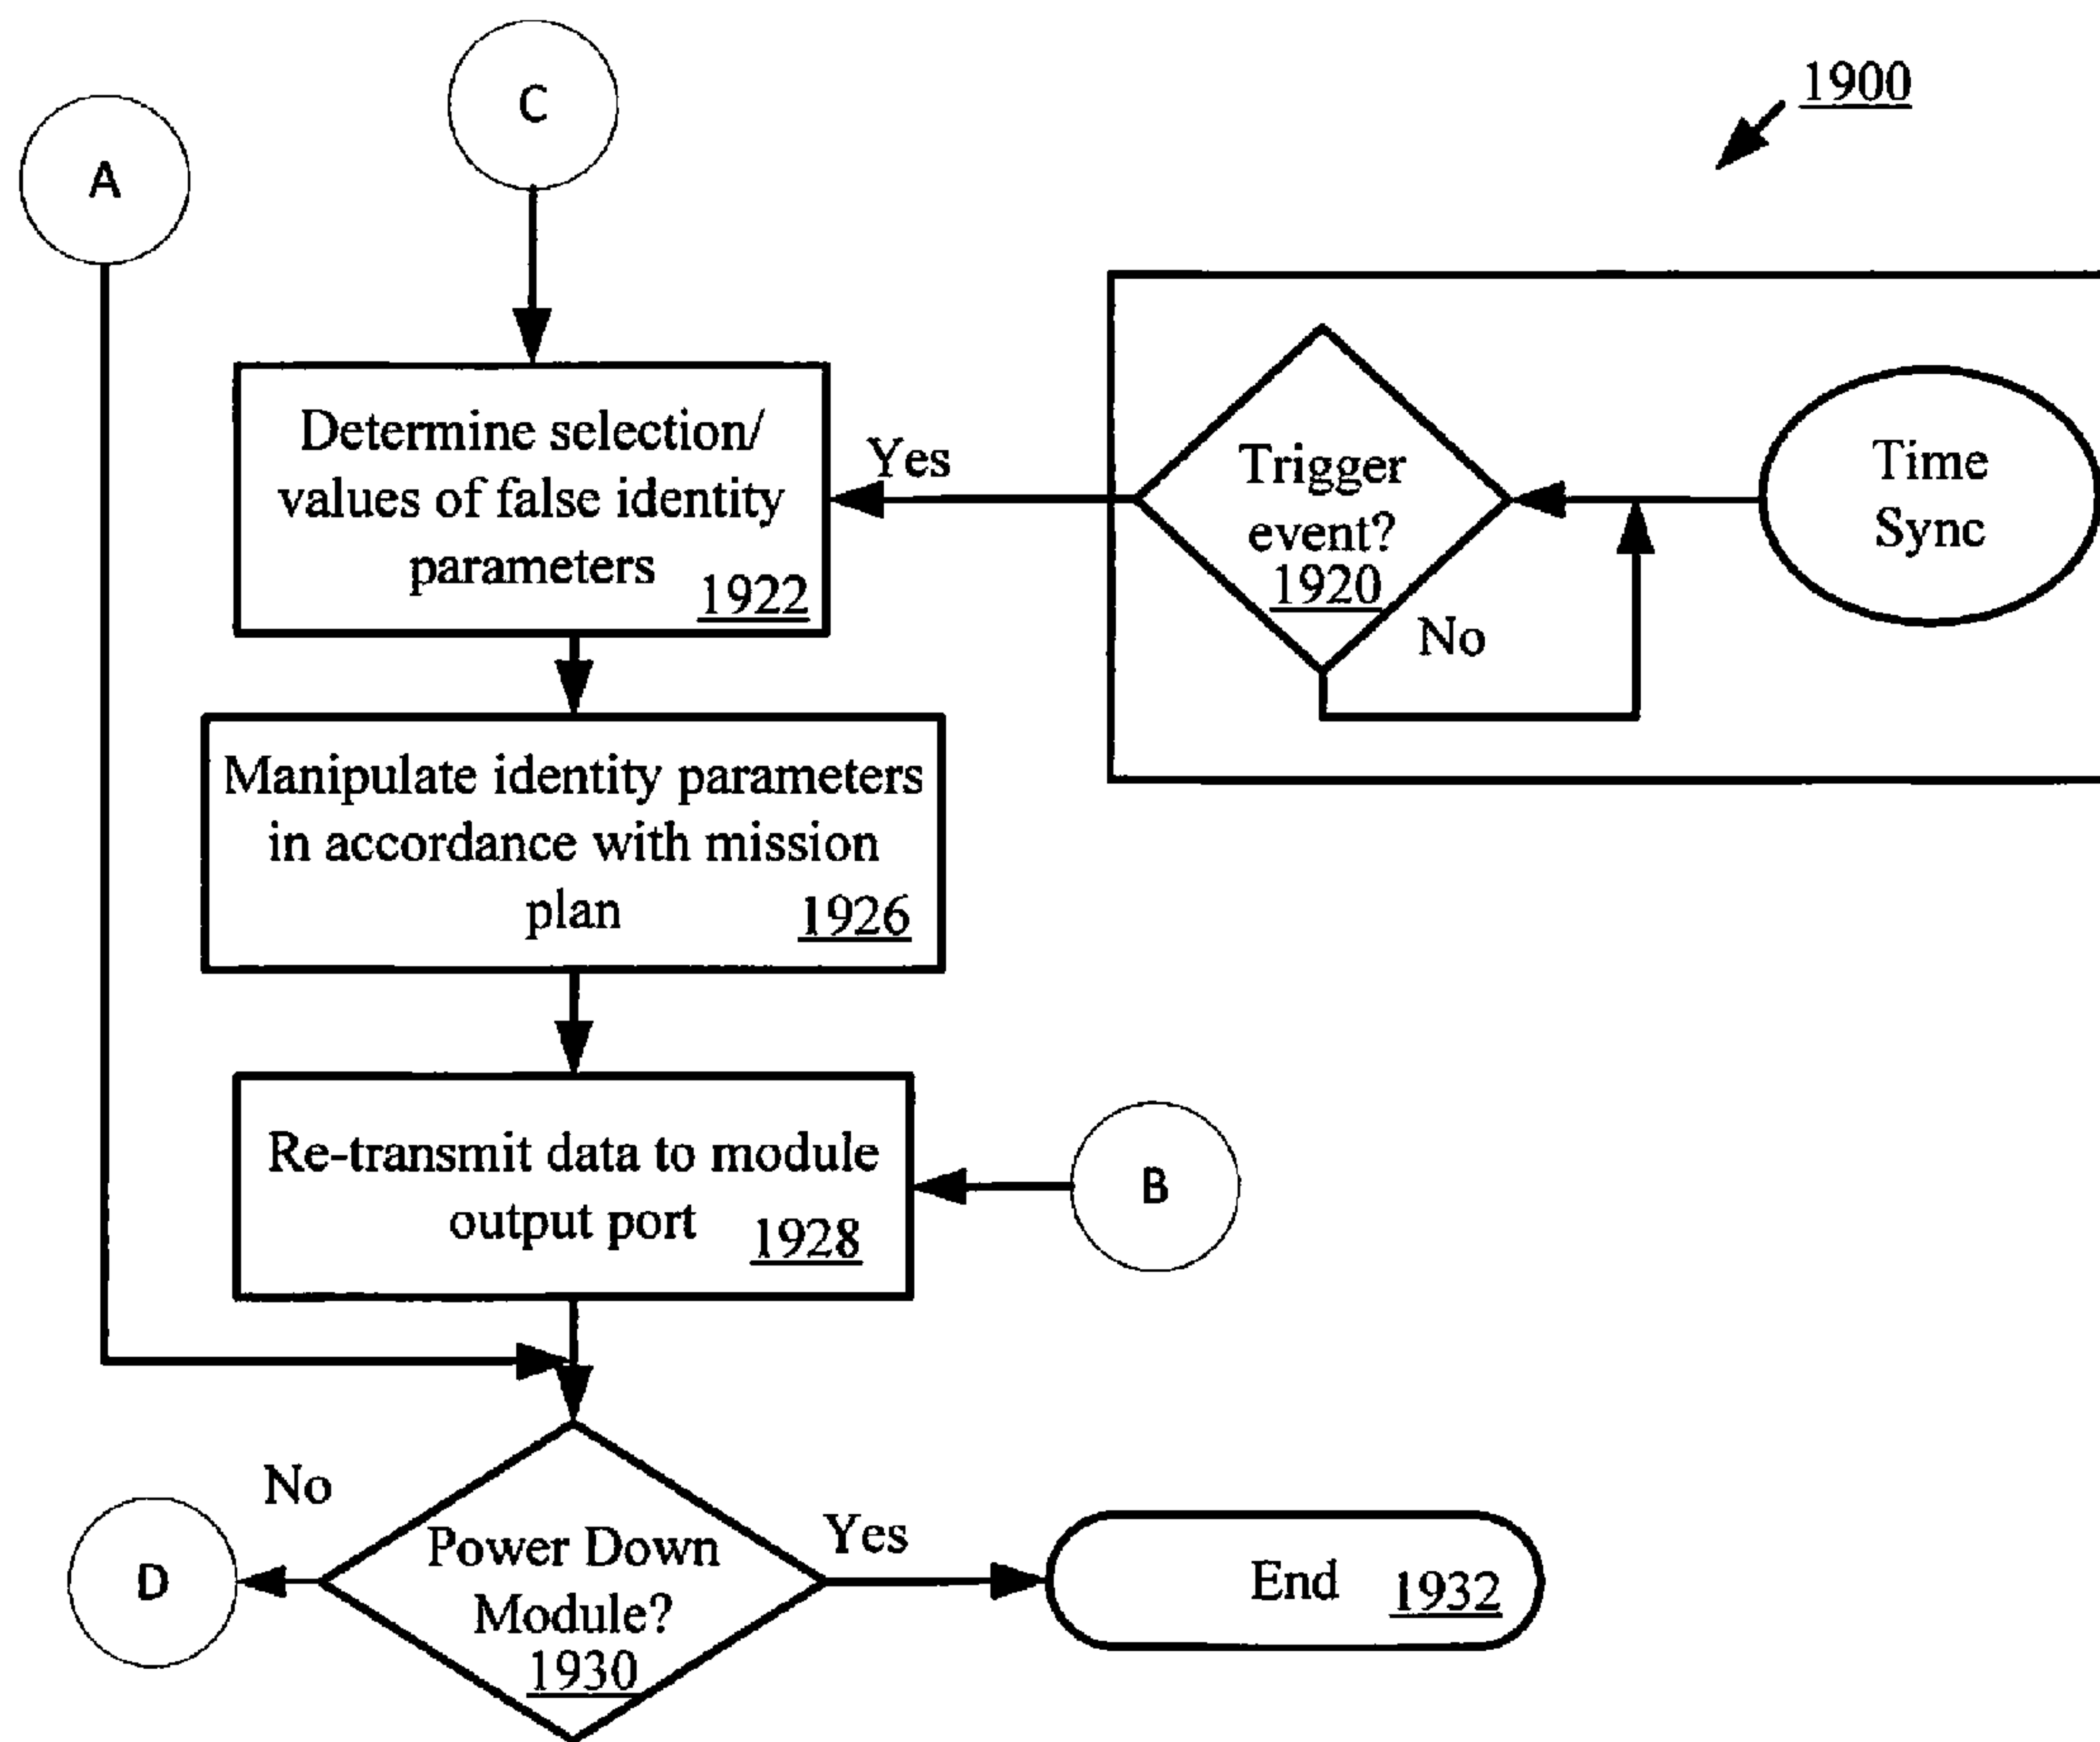 C
1900
A
Determine selection/
values of false identity
parameters
1922
Yes
Trigger
event?
1920
No
Time
Sync
Manipulate identity parameters
in accordance with mission
plan
1926
Re-transmit data to module
output port
1928
B
No
D
Power Down
Module?
1930
Yes
End
1932